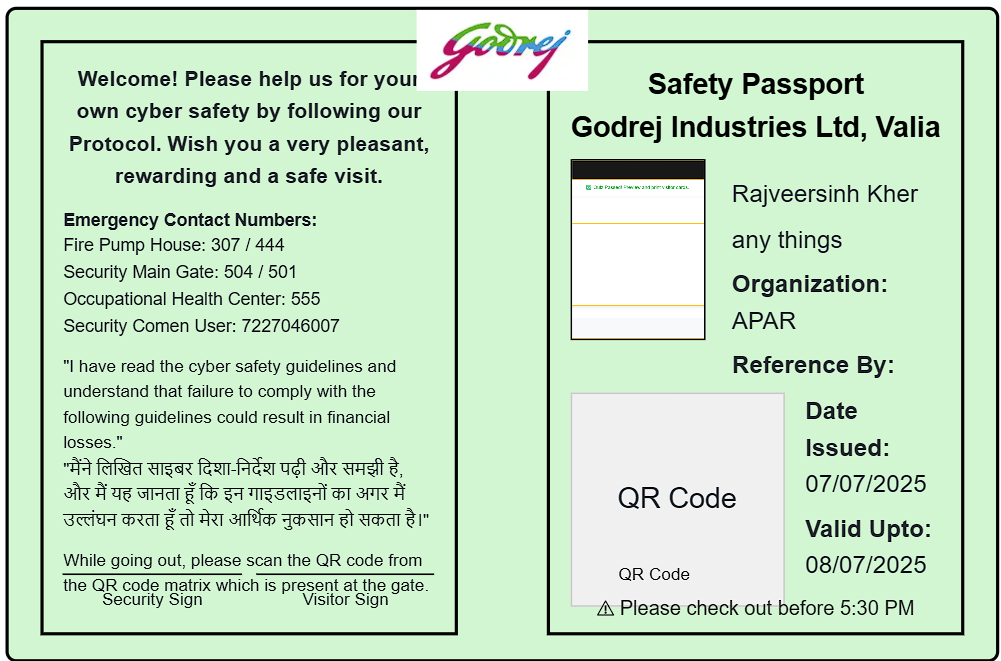 Godrej
Welcome! Please help us for your
own cyber safety by following our
Protocol. Wish you a very pleasant,
rewarding and a safe visit.
Emergency Contact Numbers:
Fire Pump House: 307 / 444
Security Main Gate: 504 / 501
Occupational Health Center: 555
Security Comen User: 7227046007
"I have read the cyber safety guidelines and
understand that failure to comply with the
following guidelines could result in financial
losses."
"मैंने लिखित साइबर दिशा-निर्देश पढ़ी और समझी है,
और मैं यह जानता हूँ कि इन गाइडलाइनों का अगर मैं
उल्लंघन करता हूँ तो मेरा आर्थिक नुकसान हो सकता है।"
While going out, please scan the QR code from
the QR code matrix which is present at the gate.
Security Sign
Visitor Sign
Safety Passport
Godrej Industries Ltd, Valia
Quiz Passed! Preview and print visitor cards.
Rajveersinh Kher
any things
Organization:
APAR
Reference By:
QR Code
QR Code
Date
Issued:
07/07/2025
Valid Upto:
08/07/2025
⚠ Please check out before 5:30 PM